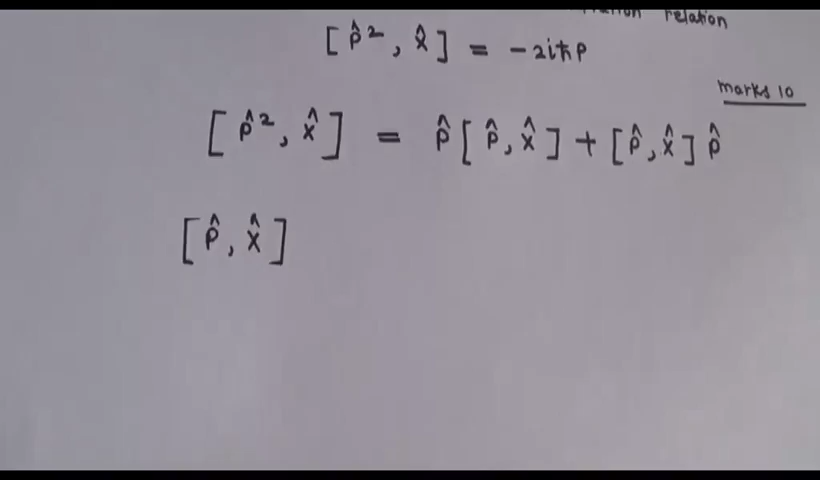 relation
[ p̂², x̂ ] = -2iħp
marks 10
[ p̂², x̂ ] = p̂ [ p̂, x̂ ] + [ p̂, x̂ ] p̂
[ p̂, x̂ ]